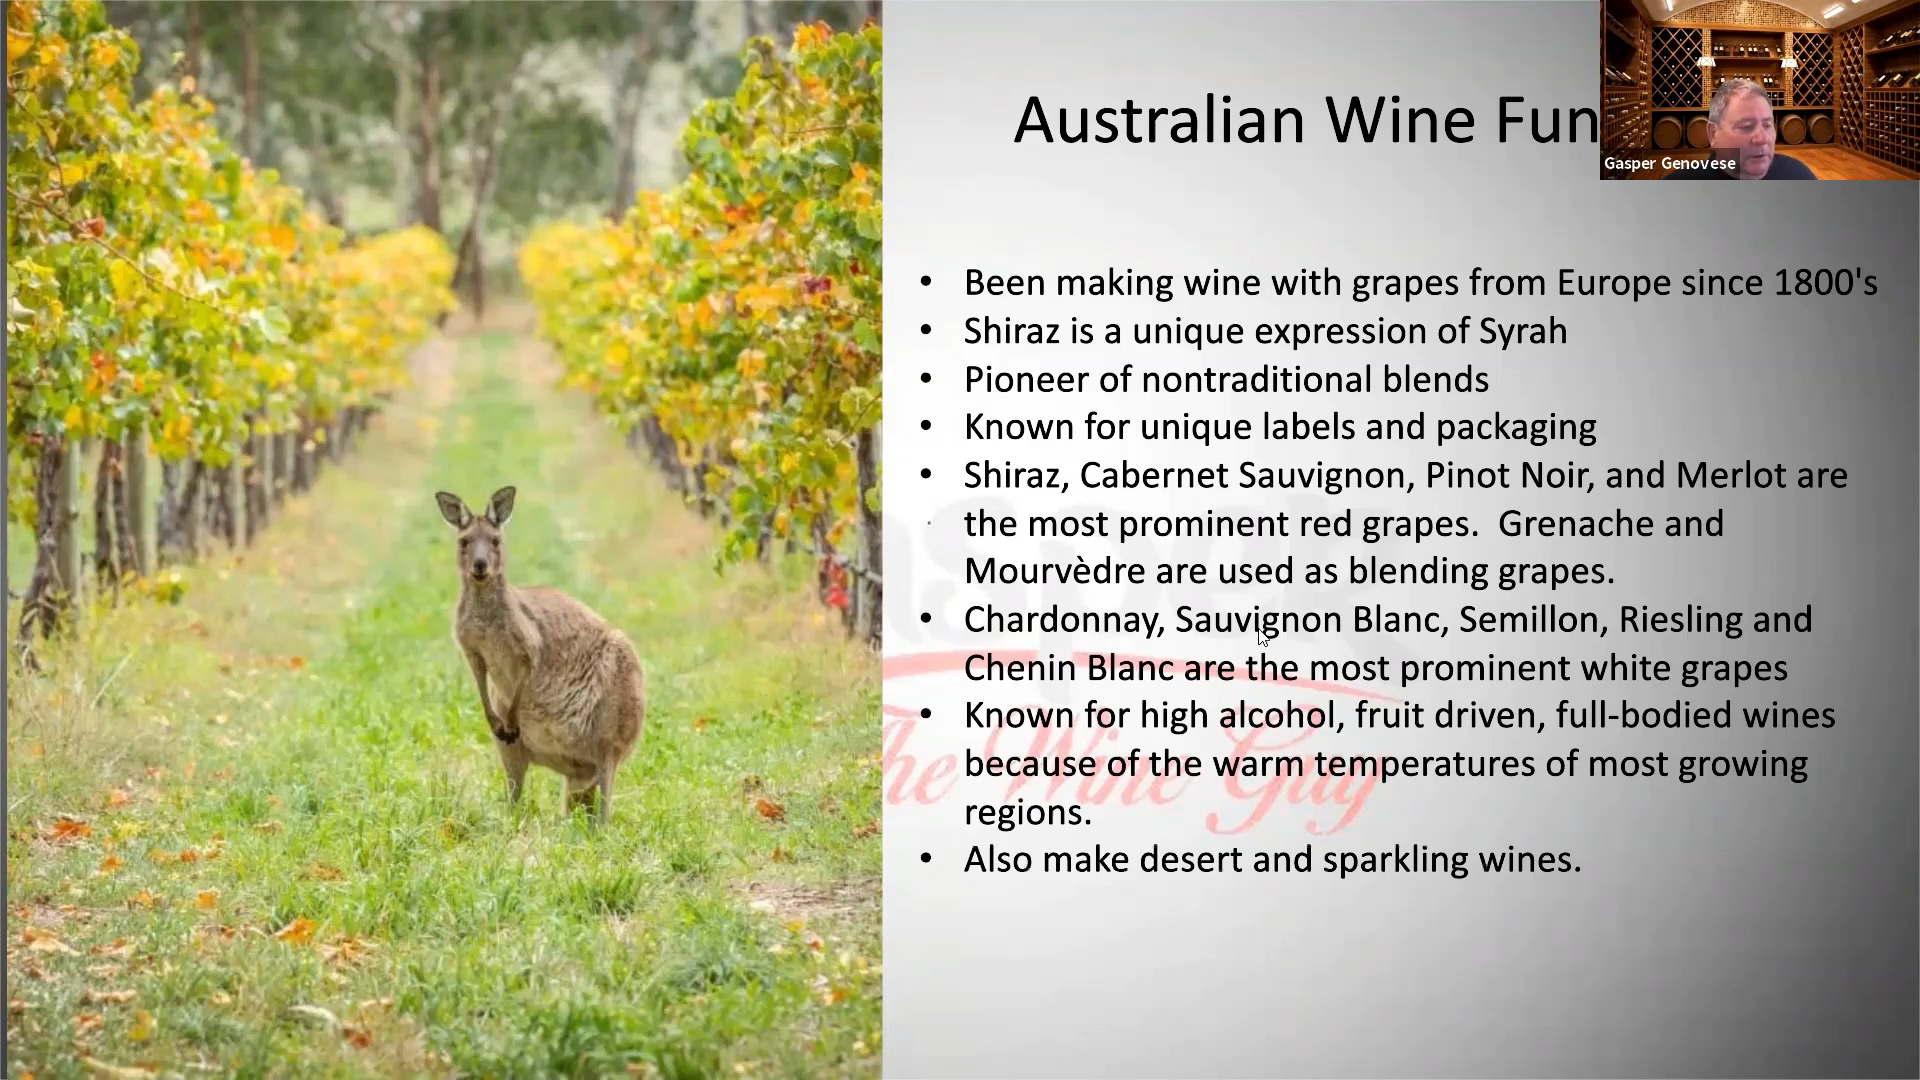 Australian Wine Fun
Gasper Genovese
• Been making wine with grapes from Europe since 1800's
• Shiraz is a unique expression of Syrah
• Pioneer of nontraditional blends
• Known for unique labels and packaging
• Shiraz, Cabernet Sauvignon, Pinot Noir, and Merlot are
the most prominent red grapes. Grenache and
Mourvèdre are used as blending grapes.
• Chardonnay, Sauvignon Blanc, Semillon, Riesling and
Chenin Blanc are the most prominent white grapes
• Known for high alcohol, fruit driven, full-bodied wines
because of the warm temperatures of most growing
regions.
• Also make desert and sparkling wines.
The Wine Guy